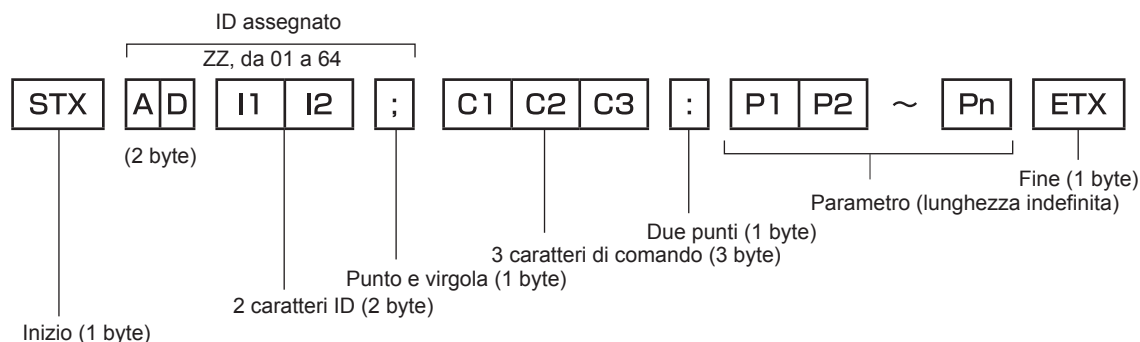 ID assegnato
ZZ, da 01 a 64
STX A D I1 I2 ; C1 C2 C3 : P1 P2 ～ Pn ETX
(2 byte)
Fine (1 byte)
Parametro (lunghezza indefinita)
Due punti (1 byte)
3 caratteri di comando (3 byte)
Punto e virgola (1 byte)
2 caratteri ID (2 byte)
Inizio (1 byte)